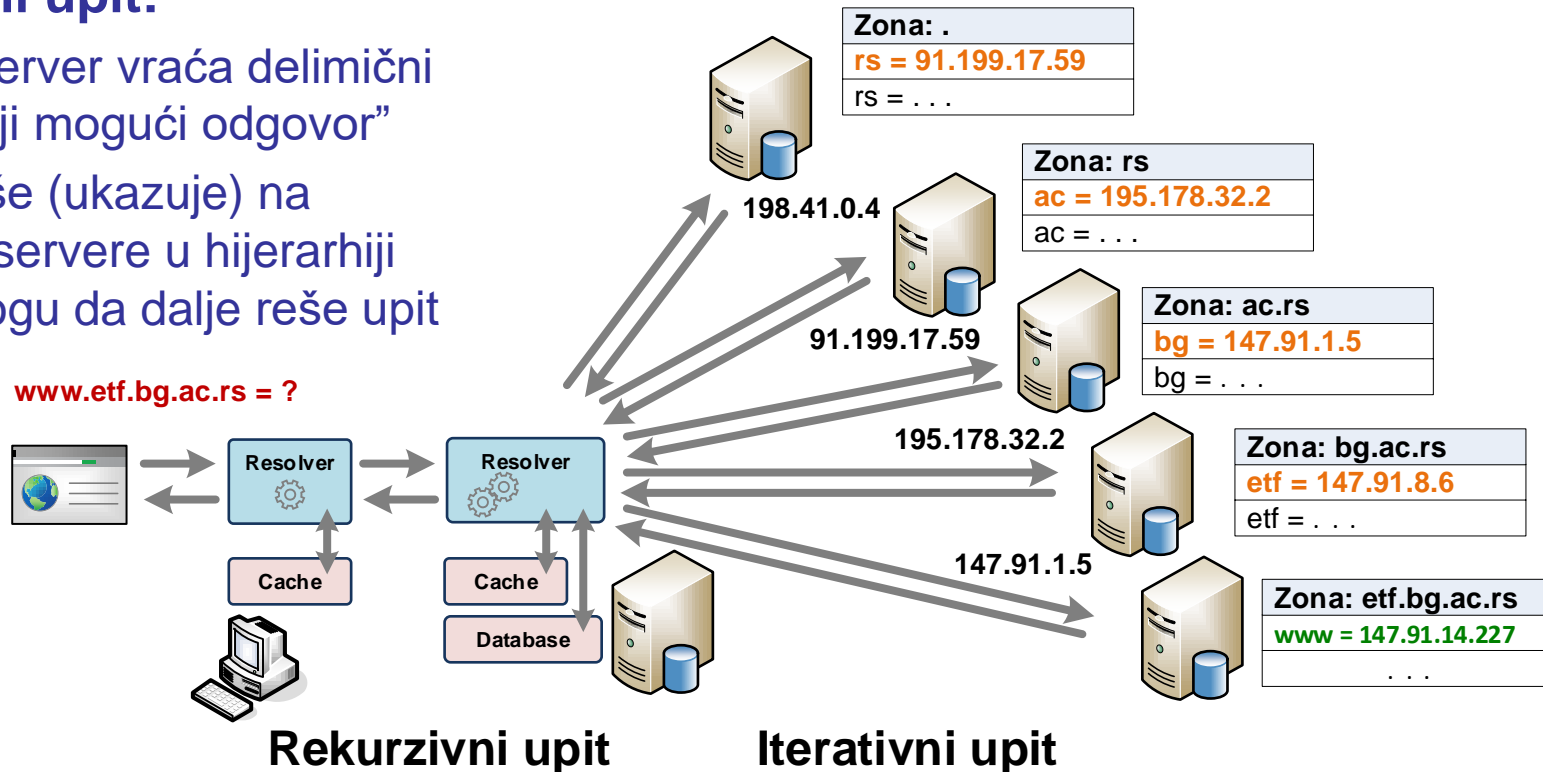 ni upit:
erver vraća delimični
ji mogući odgovor”
še (ukazuje) na
servere u hijerarhiji
ogu da dalje reše upit
www.etf.bg.ac.rs = ?
Resolver
Resolver
Cache
Cache
Database
Zona: .
rs = 91.199.17.59
rs = . . .
198.41.0.4
Zona: rs
ac = 195.178.32.2
ac = . . .
91.199.17.59
Zona: ac.rs
bg = 147.91.1.5
bg = . . .
195.178.32.2
Zona: bg.ac.rs
etf = 147.91.8.6
etf = . . .
147.91.1.5
Zona: etf.bg.ac.rs
www = 147.91.14.227
. . .
Rekurzivni upit
Iterativni upit